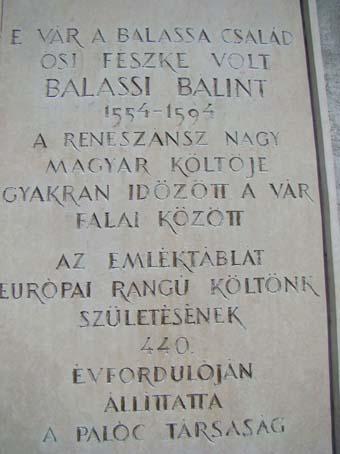 E VÁR A BALASSA CSALÁD
ŐSI FÉSZKE VOLT
BALASSI BÁLINT
1554-1594
A RENESZÁNSZ NAGY
MAGYAR KÖLTŐJE
GYAKRAN IDŐZÖTT A VÁR
FALAI KÖZÖTT
AZ EMLÉKTÁBLÁT
EURÓPAI RANGÚ KÖLTŐNK
SZÜLETÉSÉNEK
440.
ÉVFORDULÓJÁN
ÁLLÍTTATTA
A PALÓC TÁRSASÁG